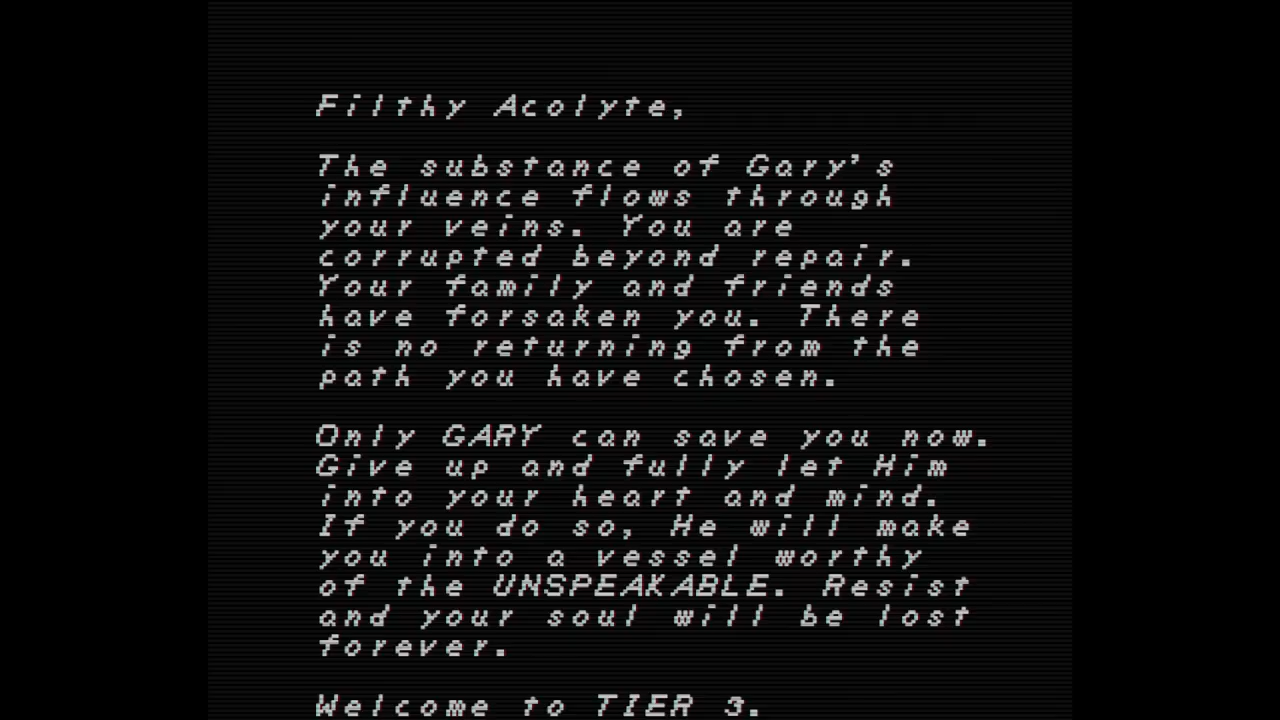 Filthy Acolyte,
The substance of Gary's
influence flows through
your veins. You are
corrupted beyond repair.
Your family and friends
have forsaken you. There
is no returning from the
path you have chosen.
Only GARY can save you now.
Give up and fully let Him
into your heart and mind.
If you do so, He will make
you into a vessel worthy
of the UNSPEAKABLE. Resist
and your soul will be lost
forever.
Welcome to TIER 3.